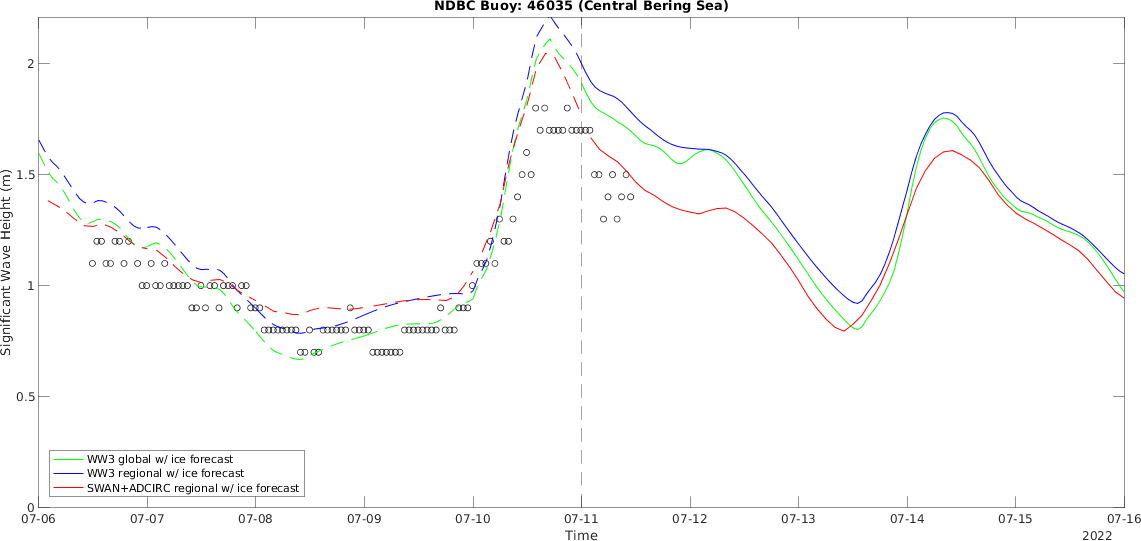 NDBC Buoy: 46035 (Central Bering Sea)
Significant Wave Height (m)
2
1.5
1
0.5
0
WW3 global w/ ice forecast
WW3 regional w/ ice forecast
SWAN+ADCIRC regional w/ ice forecast
07-06 07-07 07-08 07-09 07-10 07-11 07-12 07-13 07-14 07-15 07-16
Time
2022